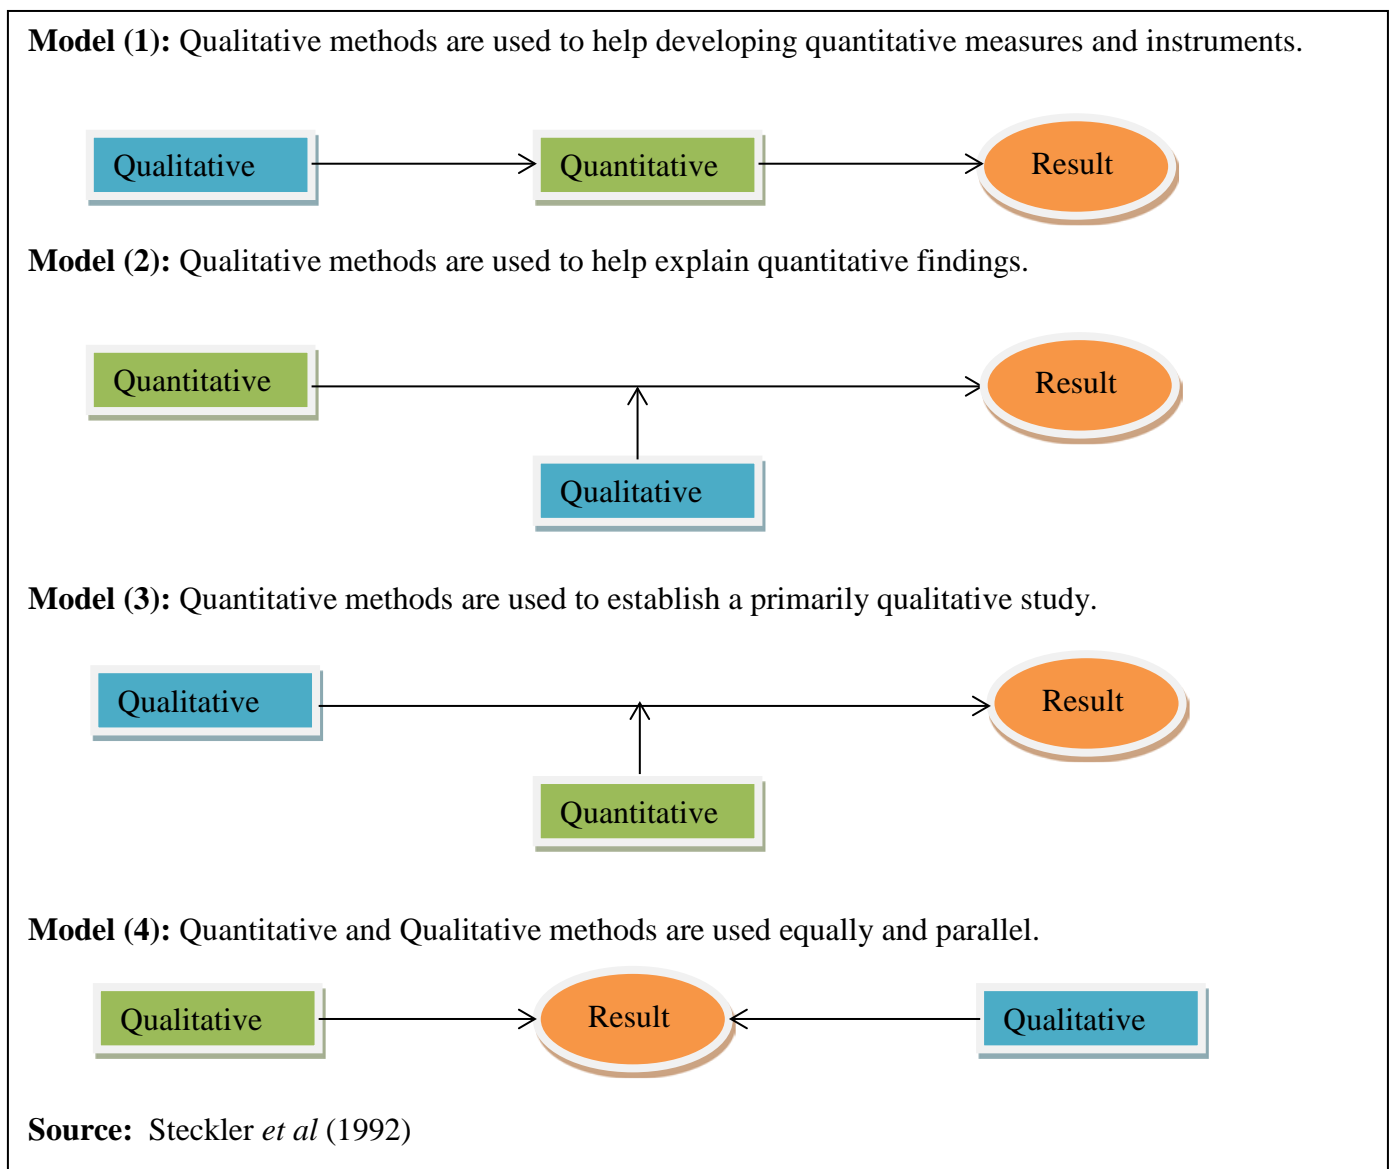 Model (1): Qualitative methods are used to help developing quantitative measures and instruments.
Qualitative
Quantitative
Result
Model (2): Qualitative methods are used to help explain quantitative findings.
Quantitative
Result
Qualitative
Model (3): Quantitative methods are used to establish a primarily qualitative study.
Qualitative
Result
Quantitative
Model (4): Quantitative and Qualitative methods are used equally and parallel.
Qualitative
Result
Qualitative
Source: Steckler et al (1992)